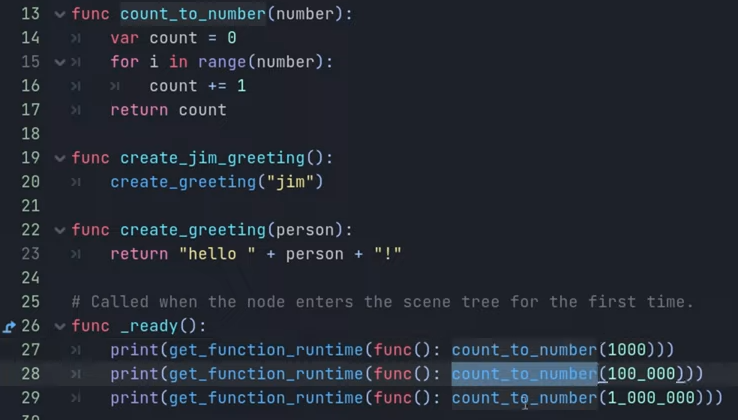 13 func count_to_number(number):
14 var count = 0
15 for i in range(number):
16 count += 1
17 return count
18
19 func create_jim_greeting():
20 create_greeting("jim")
21
22 func create_greeting(person):
23 return "hello " + person + "!"
24
25 # Called when the node enters the scene tree for the first time.
26 func _ready():
27 print(get_function_runtime(func(): count_to_number(1000)))
28 print(get_function_runtime(func(): count_to_number(100_000)))
29 print(get_function_runtime(func(): count_to_number(1_000_000)))